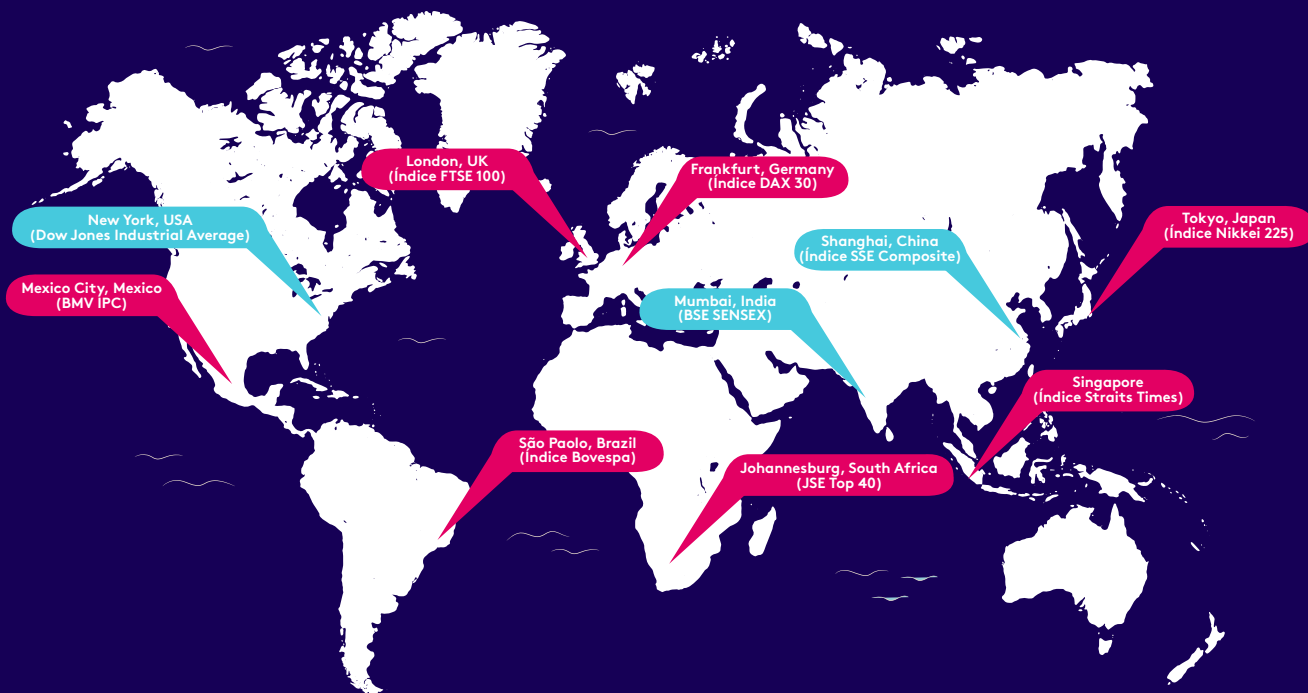 London, UK
(Índice FTSE 100)
Frankfurt, Germany
(Índice DAX 30)
New York, USA
(Dow Jones Industrial Average)
Tokyo, Japan
(Índice Nikkei 225)
Shanghai, China
(Índice SSE Composite)
Mexico City, Mexico
(BMV IPC)
Mumbai, India
(BSE SENSEX)
Singapore
(Índice Straits Times)
São Paolo, Brazil
(Índice Bovespa)
Johannesburg, South Africa
(JSE Top 40)